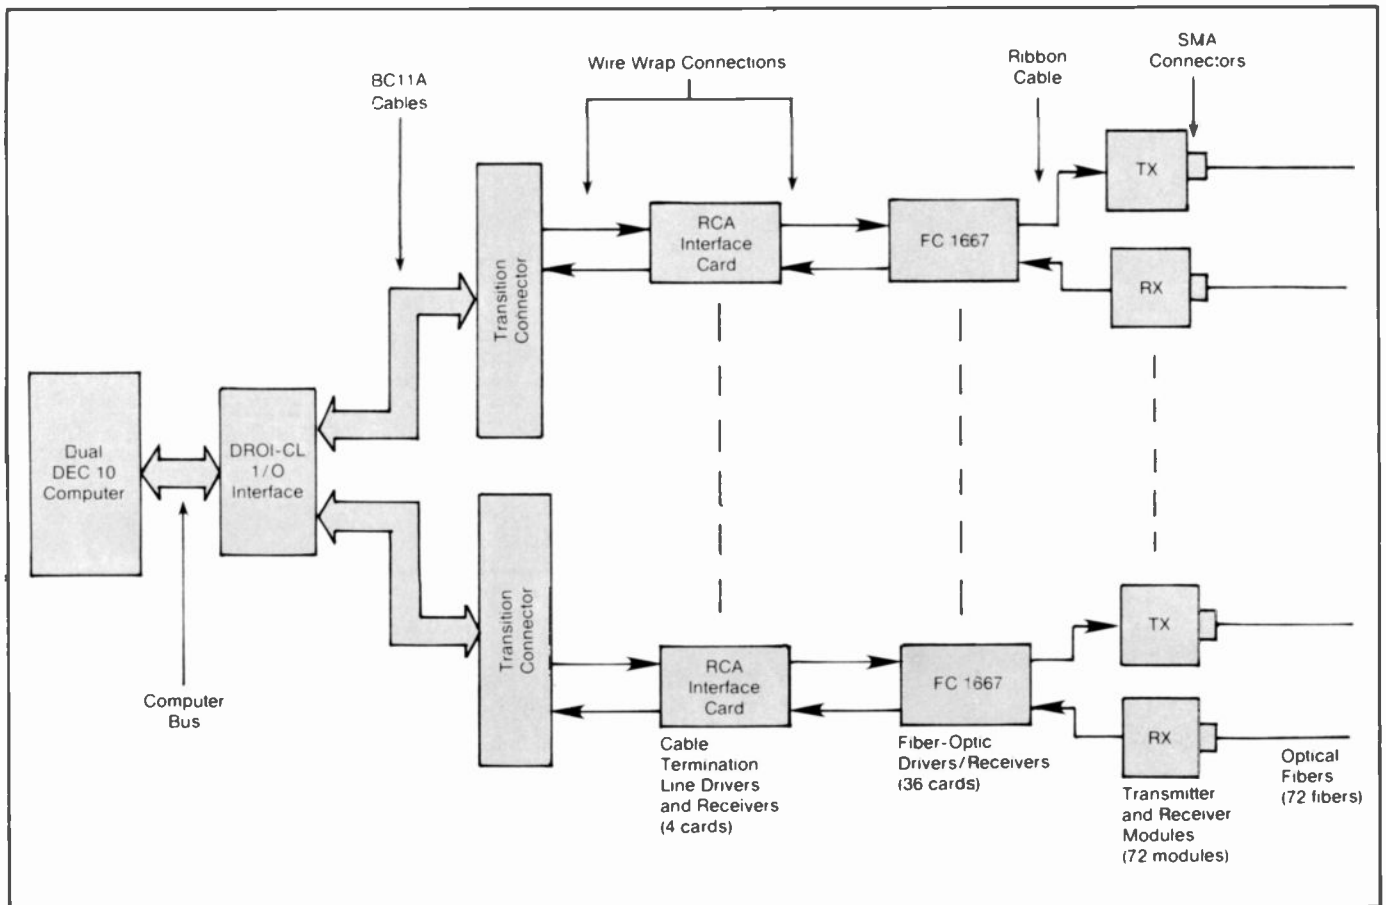 BC11A
Cables
Wire Wrap Connections
Ribbon
Cable
SMA
Connectors
Transition
Connector
RCA
Interface
Card
FC 1667
TX
RX
Dual
DEC 10
Computer
DROI-CL
1/O
Interface
Computer
Bus
Transition
Connector
RCA
Interface
Card
FC 1667
TX
RX
Cable
Termination
Line Drivers
and Receivers
(4 cards)
Fiber-Optic
Drivers/Receivers
(36 cards)
Transmitter
and Receiver
Modules
(72 modules)
Optical
Fibers
(72 fibers)